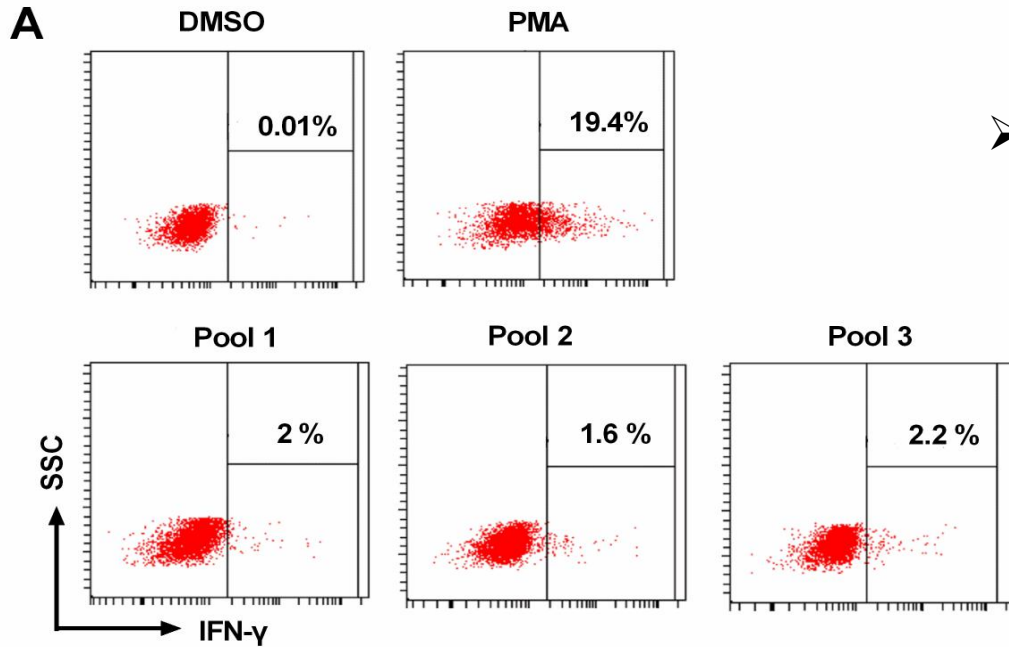 A
DMSO
PMA
0.01%
19.4%
Pool 1
Pool 2
Pool 3
2 %
1.6 %
2.2 %
SSC
IFN-γ